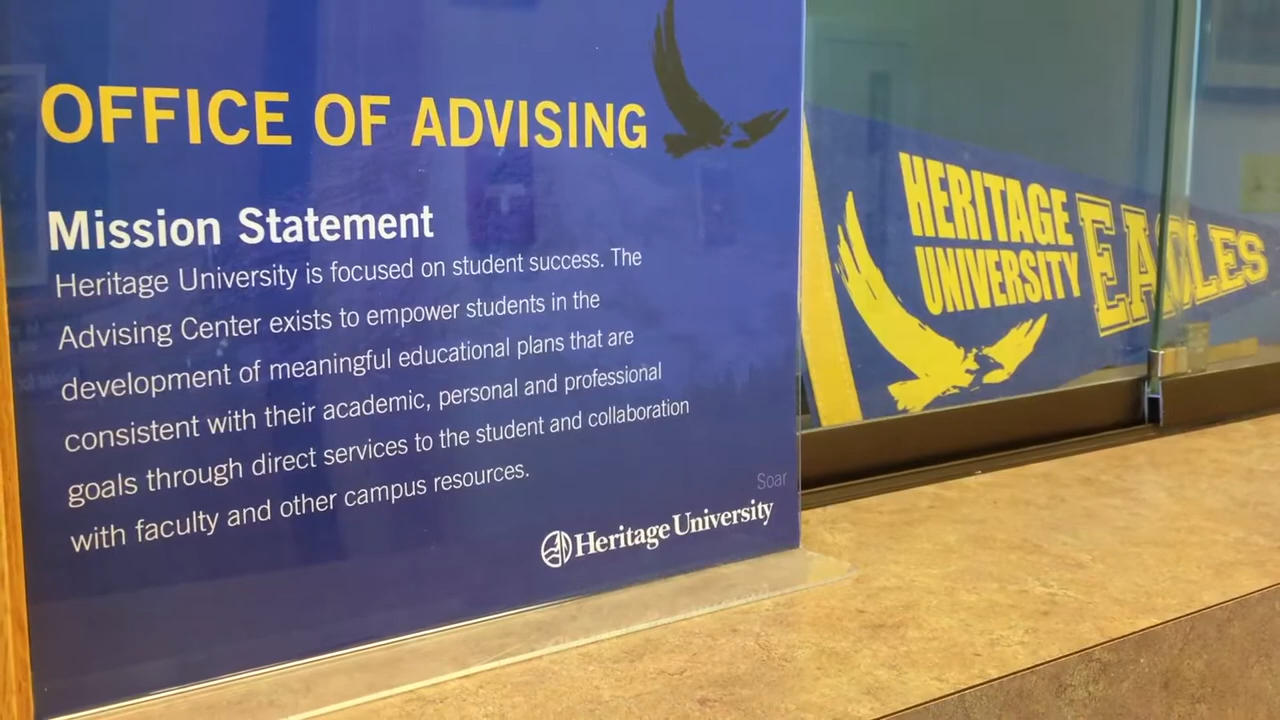 OFFICE OF ADVISING
Mission Statement
Heritage University is focused on student success. The
Advising Center exists to empower students in the
development of meaningful educational plans that are
consistent with their academic, personal and professional
goals through direct services to the student and collaboration
with faculty and other campus resources.
Soar
Heritage University
HERITAGE
UNIVERSITY
EAGLES